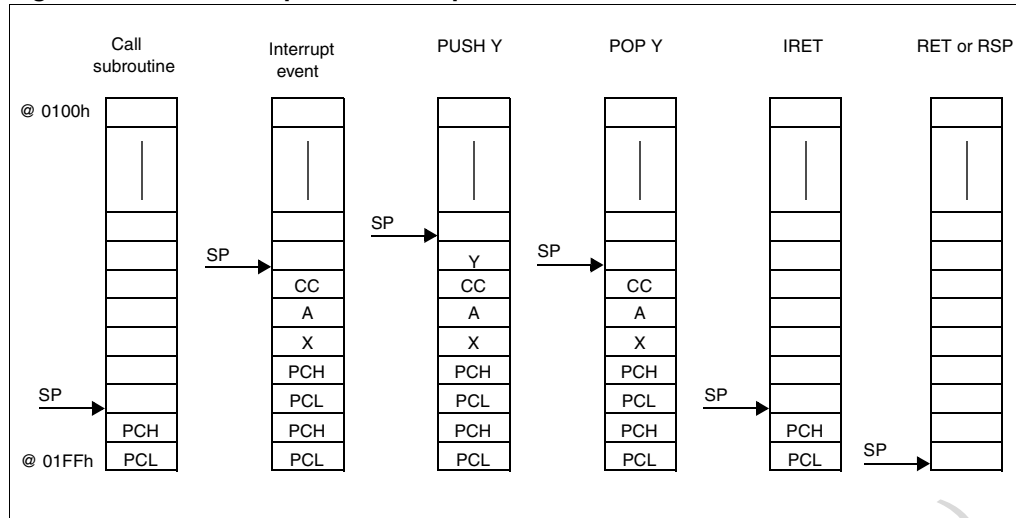 Call subroutine
Interrupt event
PUSH Y
POP Y
IRET
RET or RSP
@ 0100h
SP
SP
SP
Y
CC
CC
CC
A
A
A
X
X
X
PCH
PCH
PCH
SP
PCL
PCL
PCL
SP
PCH
PCH
PCH
PCH
PCH
SP
@ 01FFh
PCL
PCL
PCL
PCL
PCL